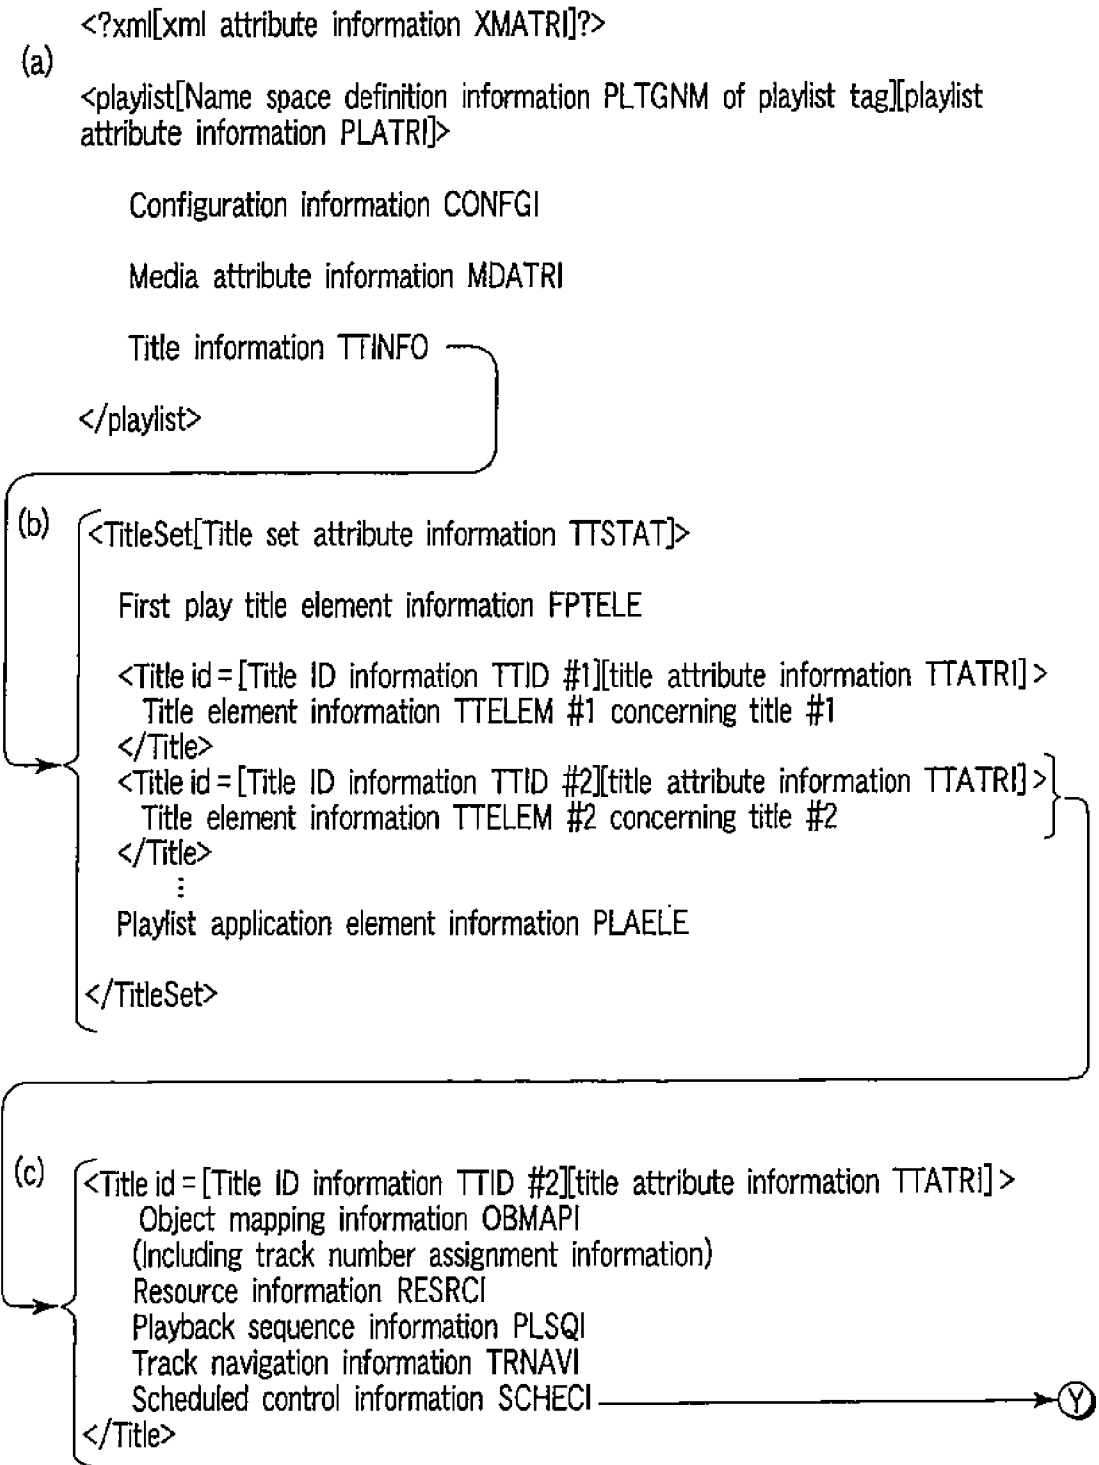 <?xml[xml attribute information XMATRI]?>
(a)
<playlist[Name space definition information PLTGNM of playlist tag][playlist
attribute information PLATRI]>
Configuration information CONFGI
Media attribute information MDATRI
Title information TTINFO
</playlist>
(b)
<TitleSet[Title set attribute information TTSTAT]>
First play title element information FPTELE
<Title id = [Title ID information TTID #1][title attribute information TTATRI] >
Title element information TTELEM #1 concerning title #1
</Title>
<Title id = [Title ID information TTID #2][title attribute information TTATRI] >
Title element information TTELEM #2 concerning title #2
</Title>
⋮
Playlist application element information PLAELE
</TitleSet>
(c)
<Title id = [Title ID information TTID #2][title attribute information TTATRI] >
Object mapping information OBMAPI
(Including track number assignment information)
Resource information RESRCI
Playback sequence information PLSQI
Track navigation information TRNAVI
Scheduled control information SCHECI
Y
</Title>